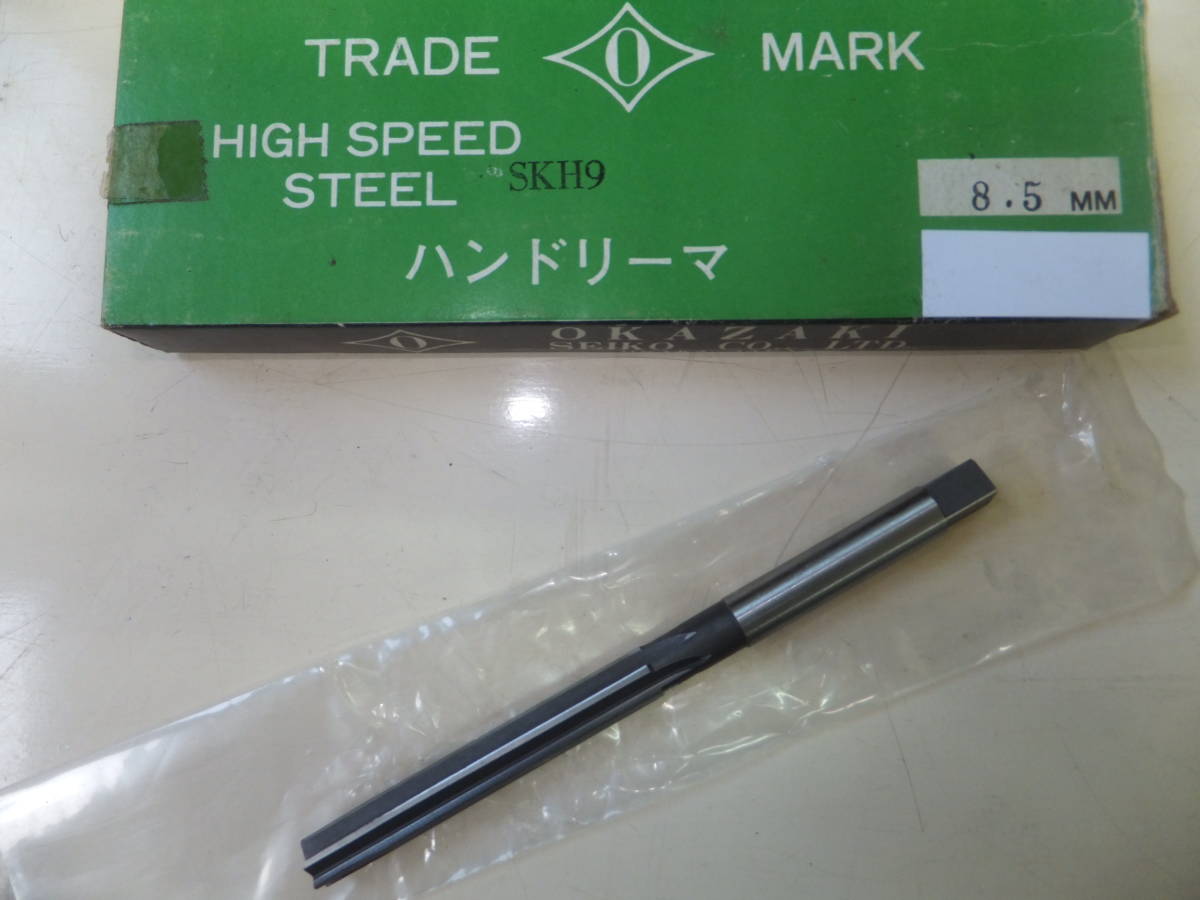 TRADE O MARK
HIGH SPEED
STEEL SKH9
8.5 MM
ハンドリーマ
O OKAZAKI
SEIKO CO., LTD.